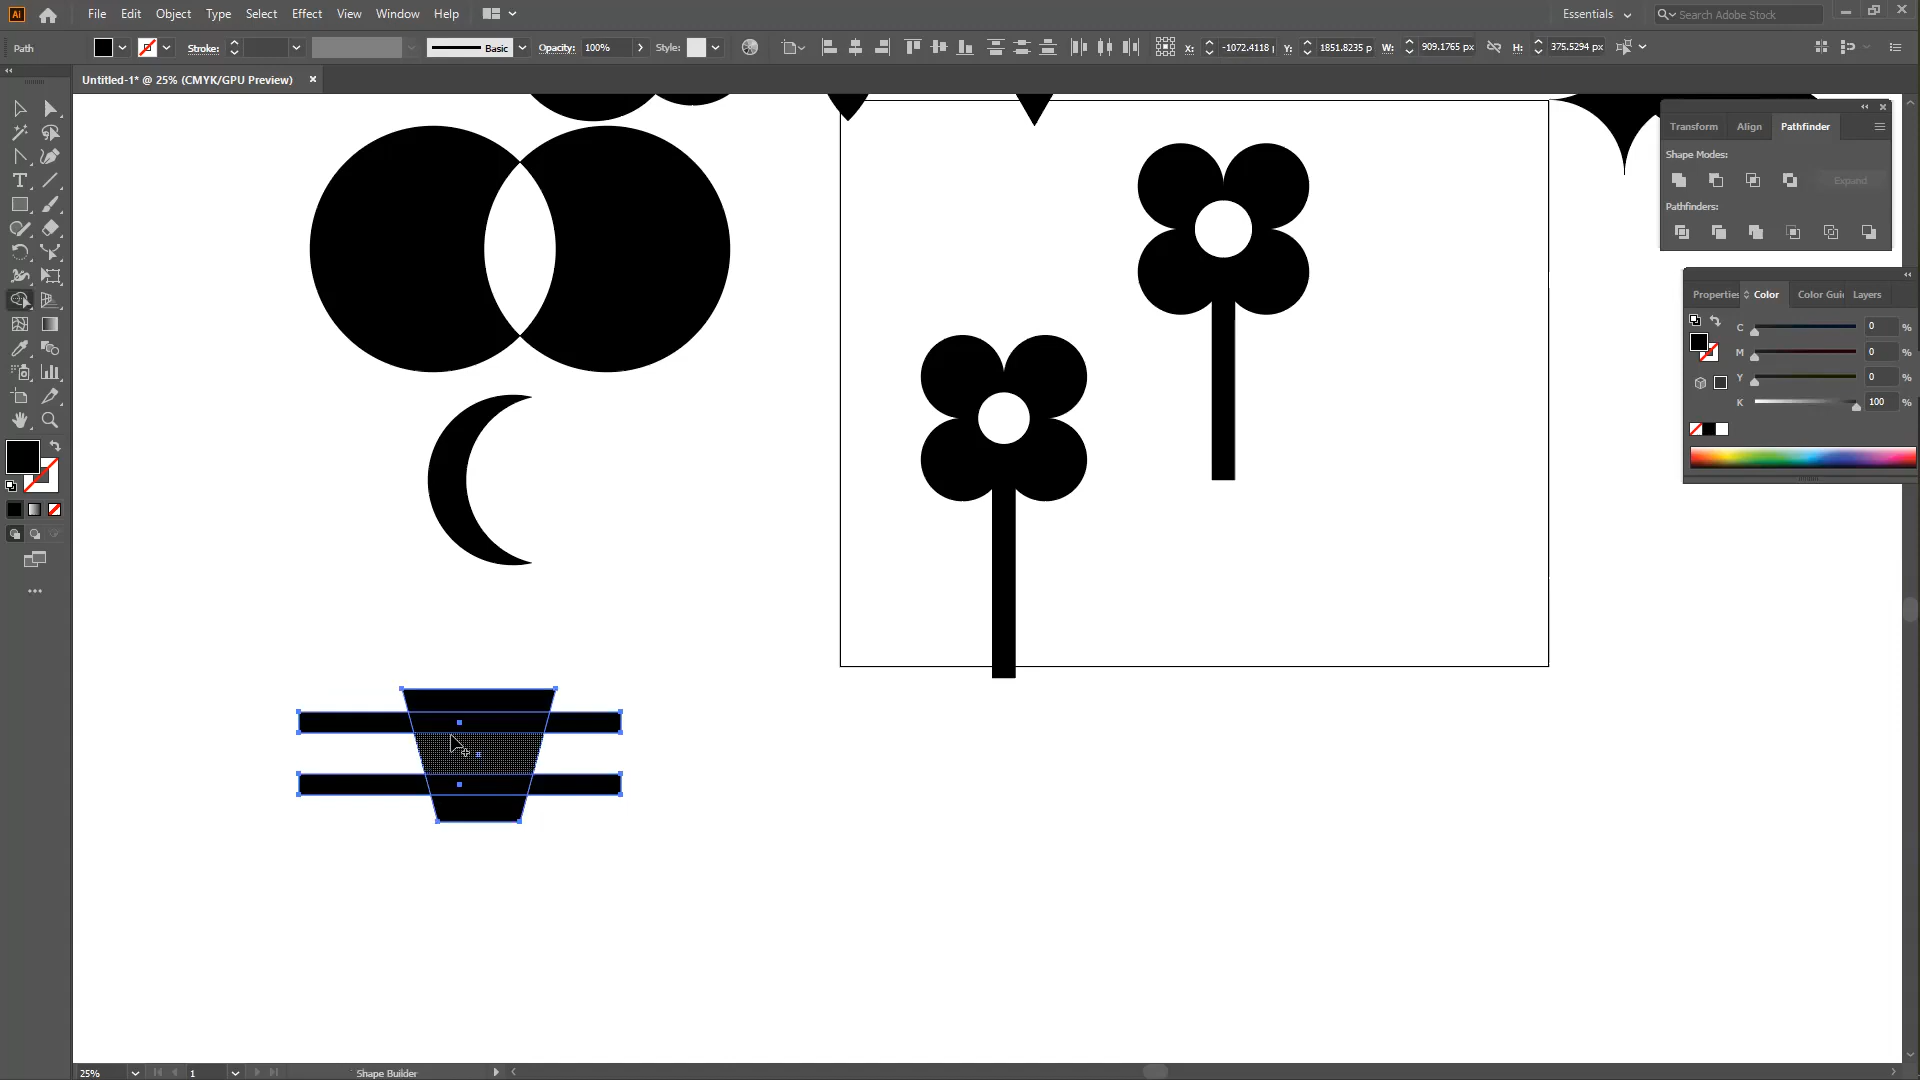 Ai File Edit Object Type Select Effect View Window Help Essentials Search Adobe Stock
Path Stroke: Basic Opacity: 100% Style: X: -1072.4118 Y: 1851.8235 p W: 909.1765 px H: 375.5294 px
Untitled-1* @ 25% (CMYK/GPU Preview) ×
Transform Align Pathfinder
Shape Modes:
Expand
Pathfinders:
Properties Color Color Gui Layers
C 0 %
M 0 %
Y 0 %
K 100 %
25% 1 Shape Builder